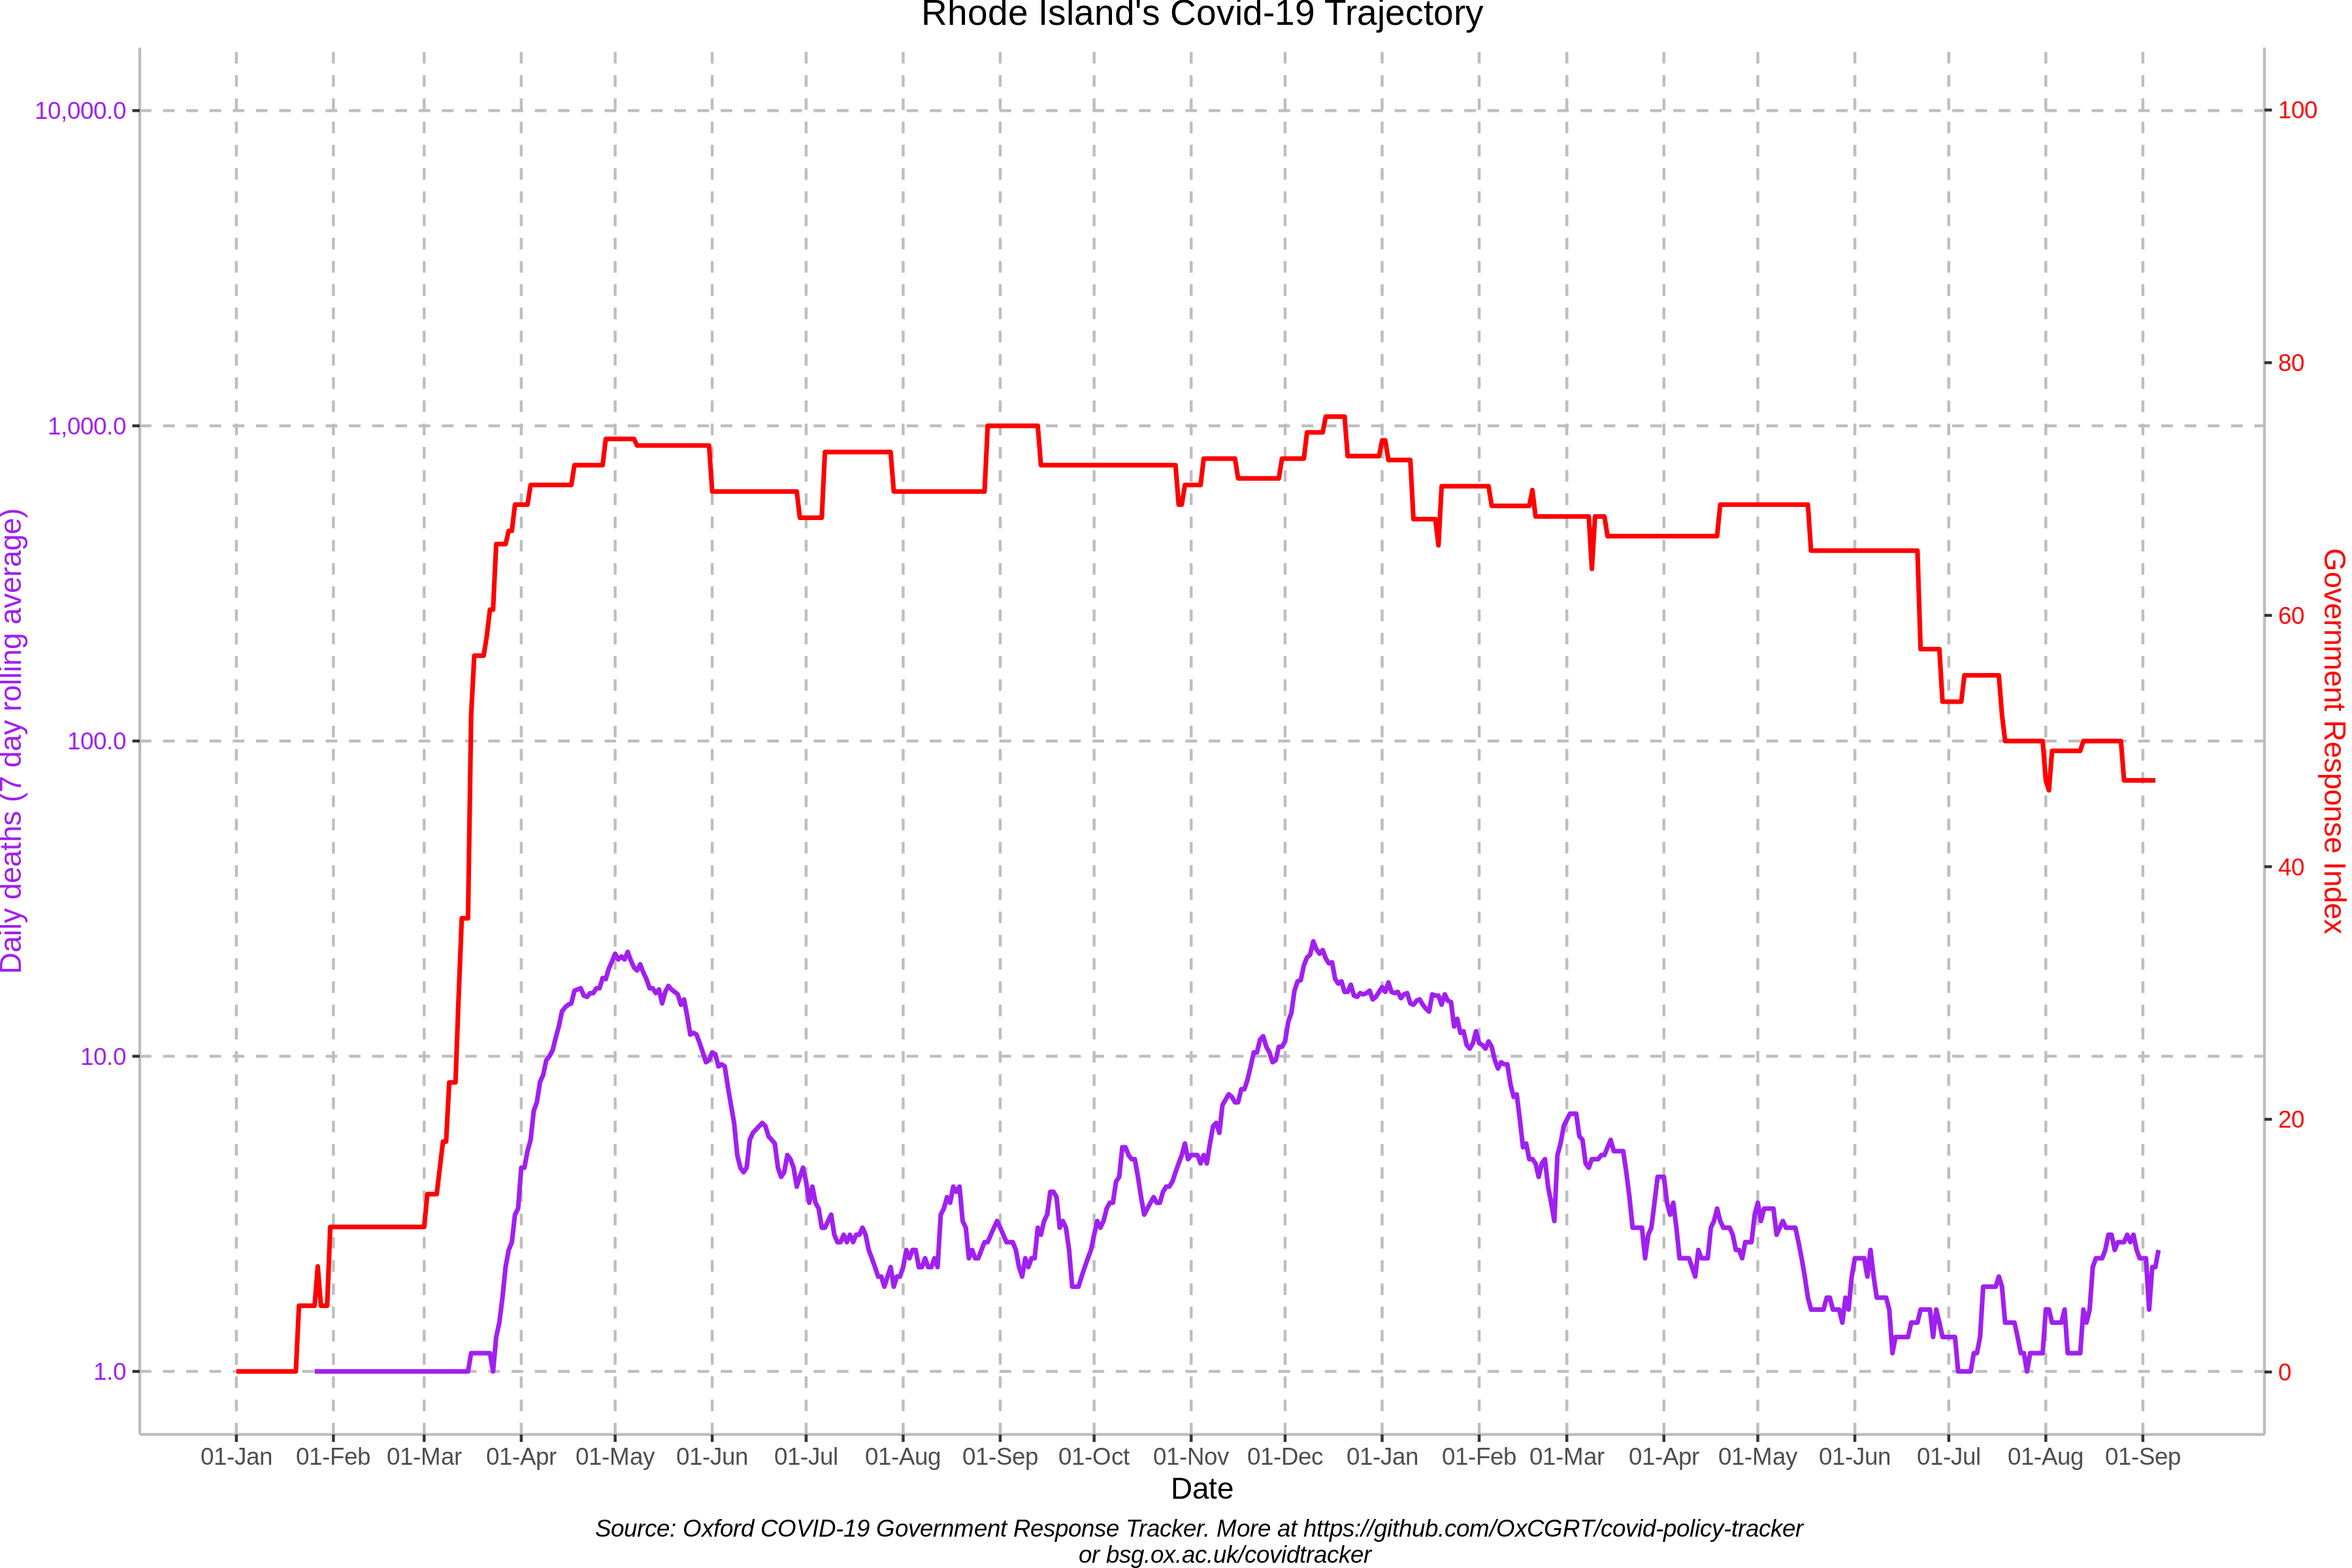 Rhode Island's Covid-19 Trajectory
Daily deaths (7 day rolling average)
10,000.0
1,000.0
100.0
10.0
1.0
100
80
60
40
20
0
Government Response Index
01-Jan 01-Feb 01-Mar 01-Apr 01-May 01-Jun 01-Jul 01-Aug 01-Sep 01-Oct 01-Nov 01-Dec 01-Jan 01-Feb 01-Mar 01-Apr 01-May 01-Jun 01-Jul 01-Aug 01-Sep
Date
Source: Oxford COVID-19 Government Response Tracker. More at https://github.com/OxCGRT/covid-policy-tracker
or bsg.ox.ac.uk/covidtracker